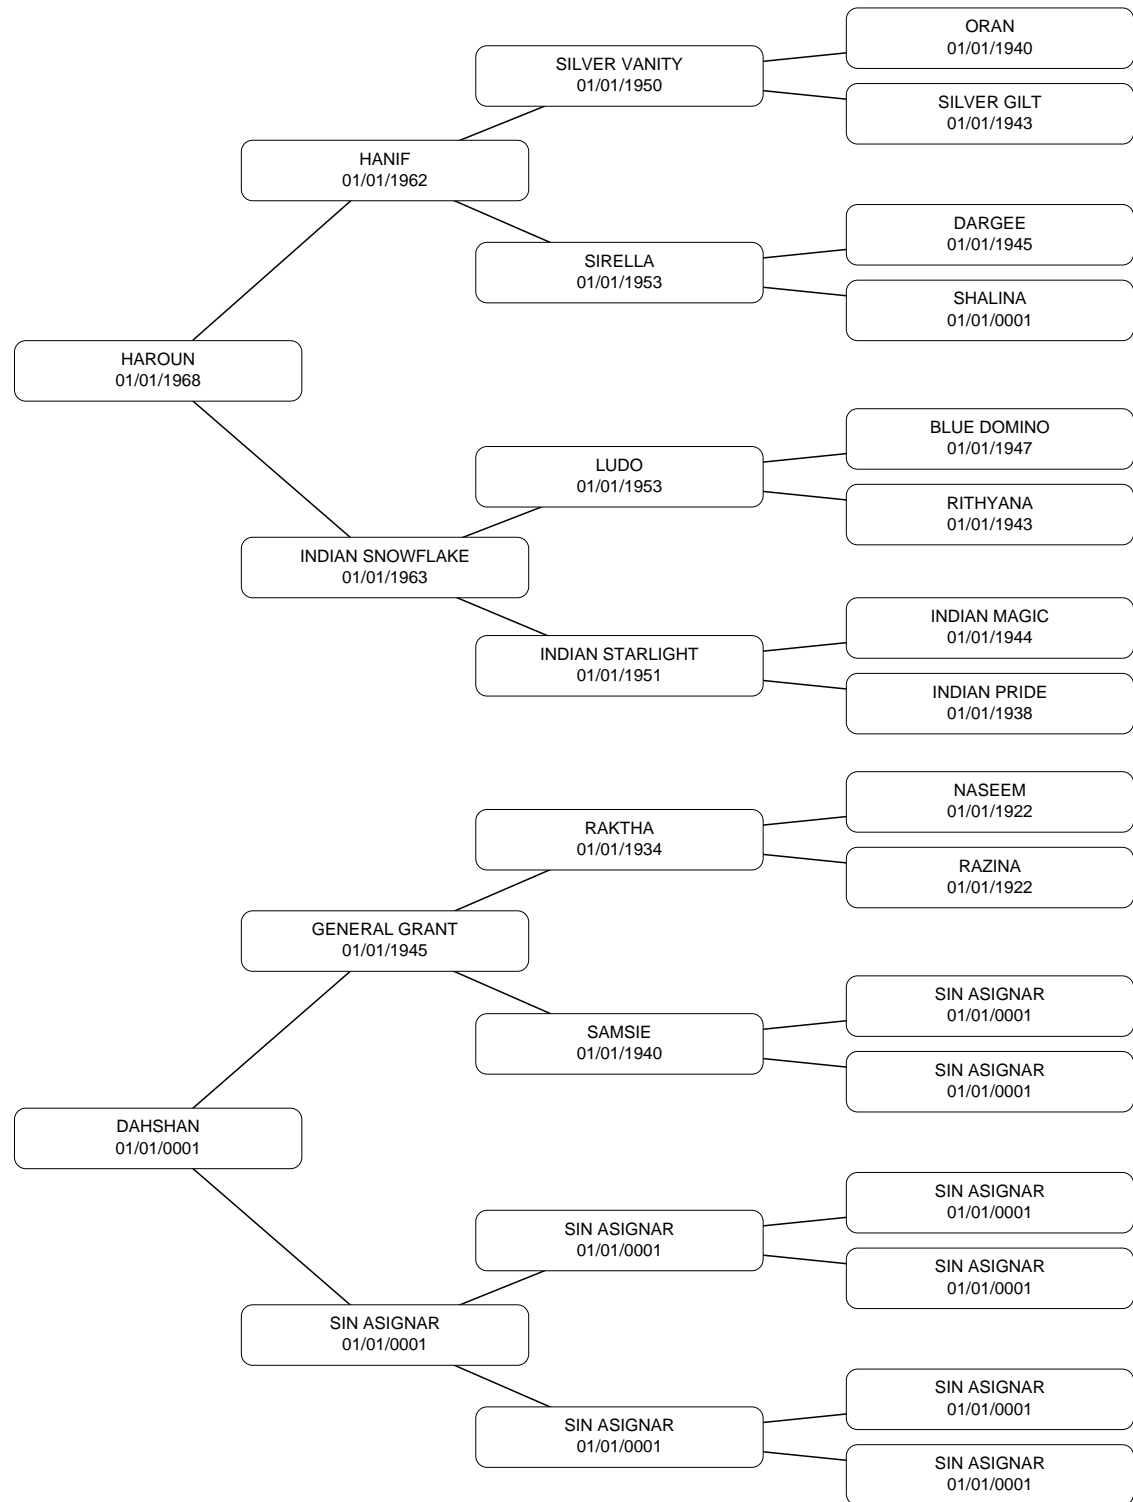 ORAN
01/01/1940
SILVER VANITY
01/01/1950
SILVER GILT
01/01/1943
HANIF
01/01/1962
DARGEE
01/01/1945
SIRELLA
01/01/1953
SHALINA
01/01/0001
HAROUN
01/01/1968
BLUE DOMINO
01/01/1947
LUDO
01/01/1953
RITHYANA
01/01/1943
INDIAN SNOWFLAKE
01/01/1963
INDIAN MAGIC
01/01/1944
INDIAN STARLIGHT
01/01/1951
INDIAN PRIDE
01/01/1938
NASEEM
01/01/1922
RAKTHA
01/01/1934
RAZINA
01/01/1922
GENERAL GRANT
01/01/1945
SIN ASIGNAR
01/01/0001
SAMSIE
01/01/1940
SIN ASIGNAR
01/01/0001
DAHSHAN
01/01/0001
SIN ASIGNAR
01/01/0001
SIN ASIGNAR
01/01/0001
SIN ASIGNAR
01/01/0001
SIN ASIGNAR
01/01/0001
SIN ASIGNAR
01/01/0001
SIN ASIGNAR
01/01/0001
SIN ASIGNAR
01/01/0001